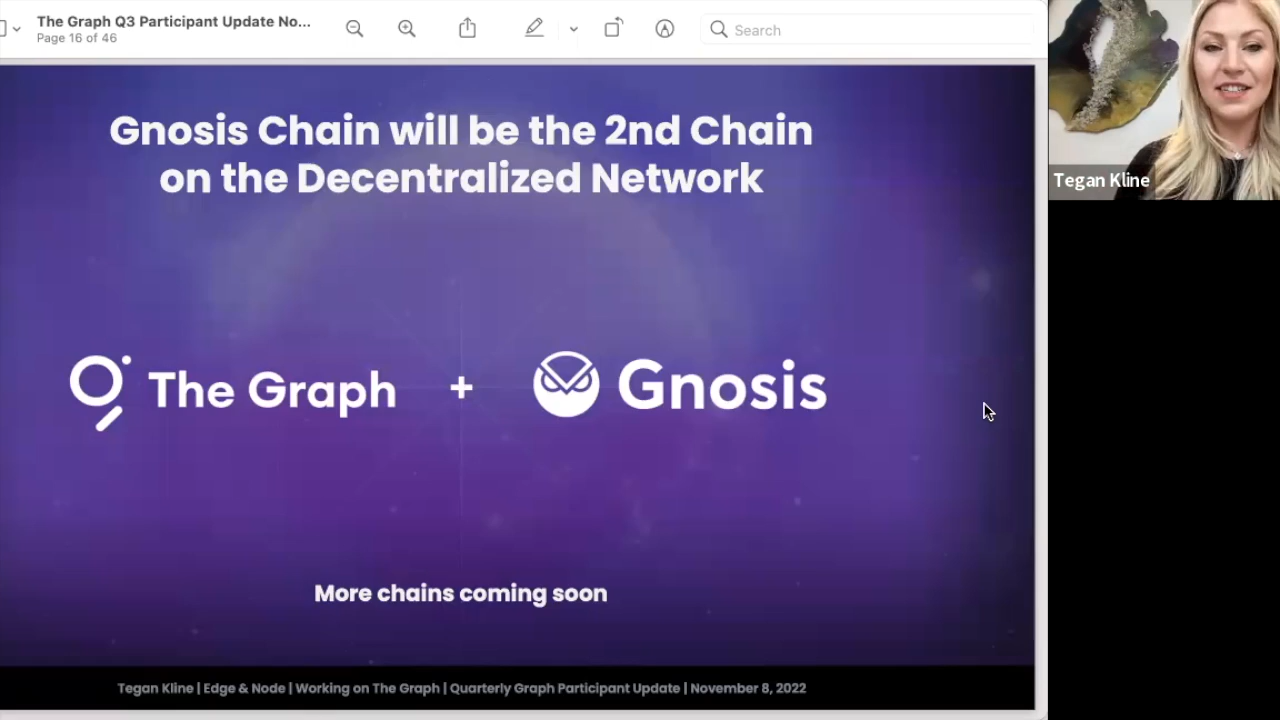 The Graph Q3 Participant Update No...
Page 16 of 46
Search
Gnosis Chain will be the 2nd Chain
on the Decentralized Network
The Graph + Gnosis
More chains coming soon
Tegan Kline | Edge & Node | Working on The Graph | Quarterly Graph Participant Update | November 8, 2022
Tegan Kline